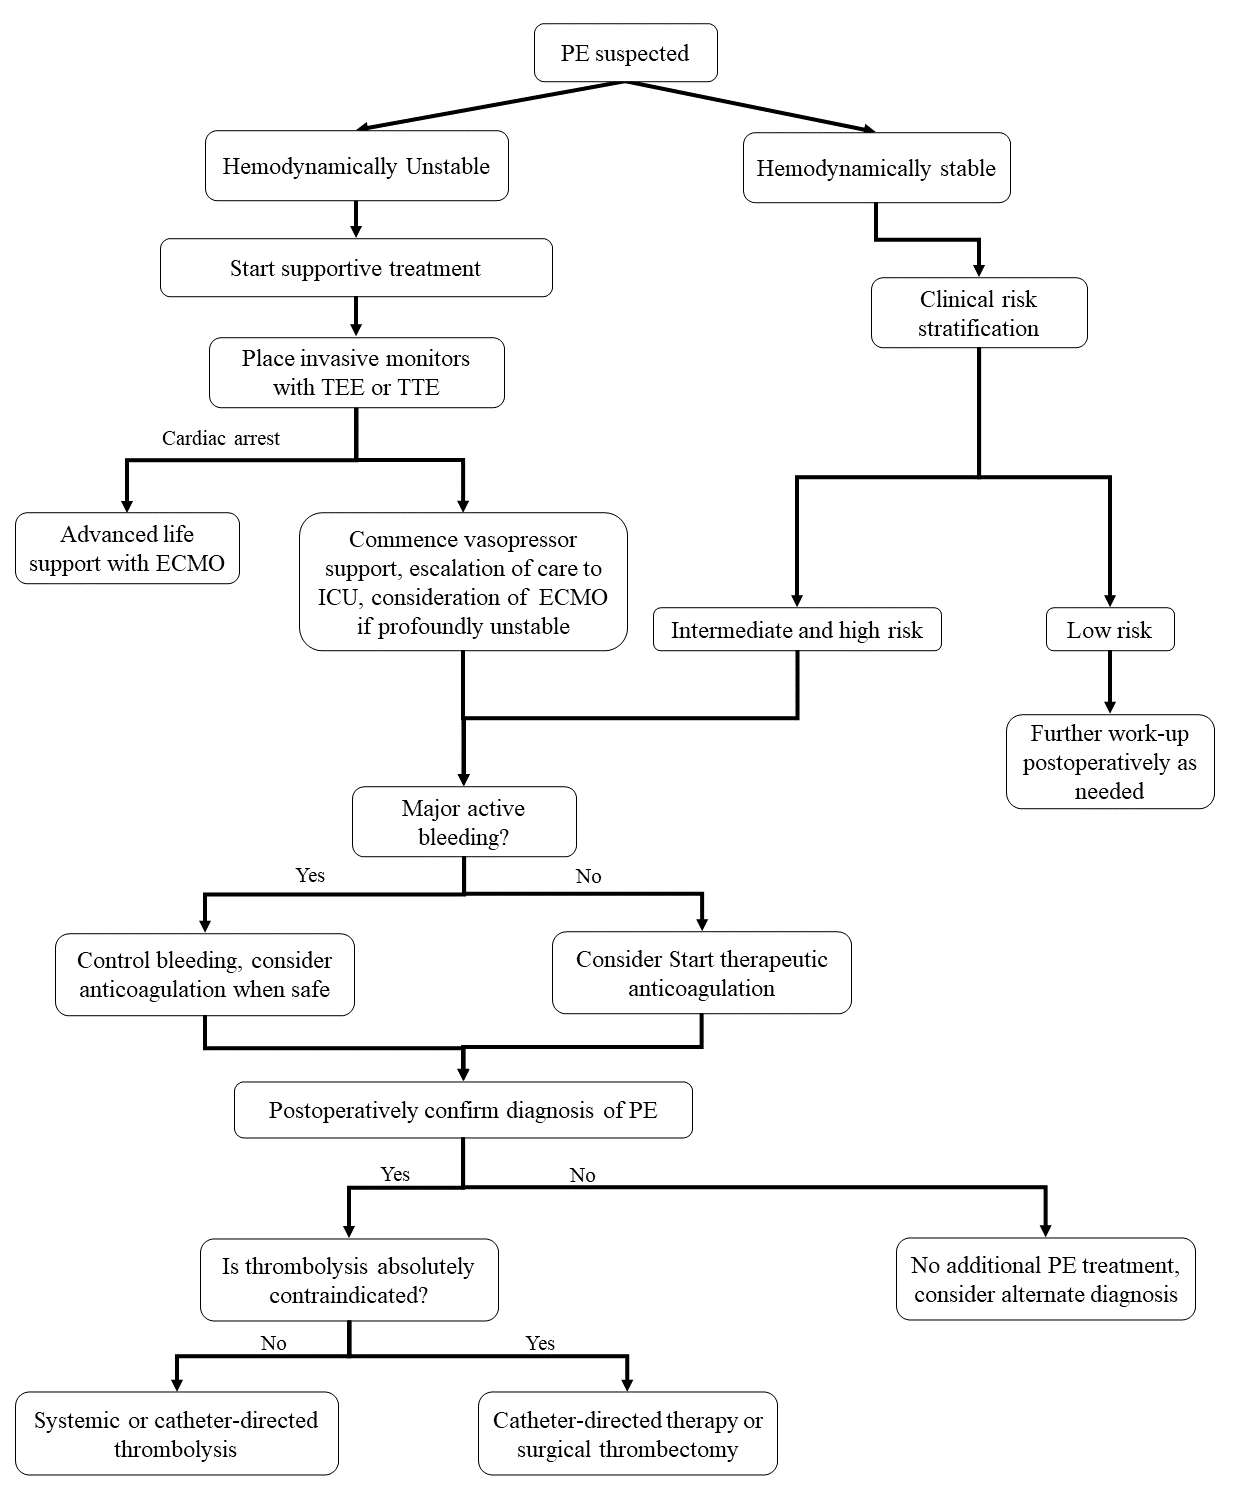 PE suspected
Hemodynamically Unstable
Hemodynamically stable
Start supportive treatment
Clinical risk
stratification
Place invasive monitors
with TEE or TTE
Cardiac arrest
Advanced life
support with ECMO
Commence vasopressor
support, escalation of care to
ICU, consideration of ECMO
if profoundly unstable
Intermediate and high risk
Low risk
Further work-up
postoperatively as
needed
Major active
bleeding?
Yes
No
Control bleeding, consider
anticoagulation when safe
Consider Start therapeutic
anticoagulation
Postoperatively confirm diagnosis of PE
Yes
No
Is thrombolysis absolutely
contraindicated?
No additional PE treatment,
consider alternate diagnosis
No
Yes
Systemic or catheter-directed
thrombolysis
Catheter-directed therapy or
surgical thrombectomy